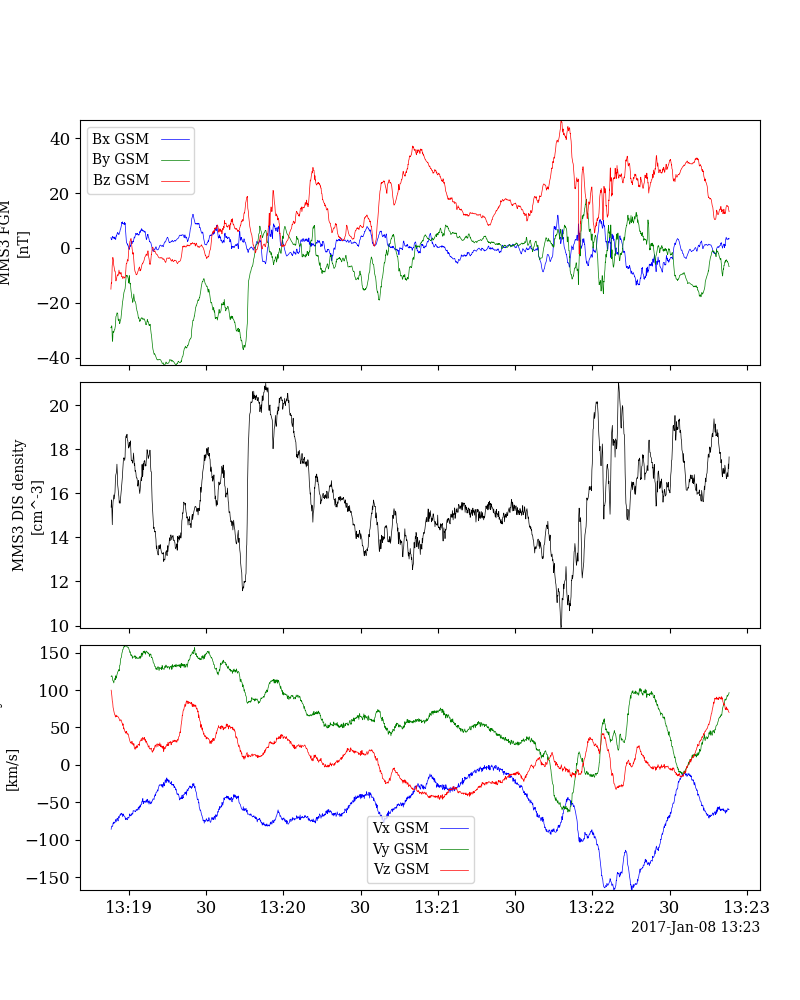 40
20
0
−20
−40
MMS3 FGM
[nT]
Bx GSM
By GSM
Bz GSM
20
18
16
14
12
10
MMS3 DIS density
[cm^-3]
150
100
50
0
−50
−100
−150
[km/s]
Vx GSM
Vy GSM
Vz GSM
13:19
30
13:20
30
13:21
30
13:22
30
13:23
2017-Jan-08 13:23